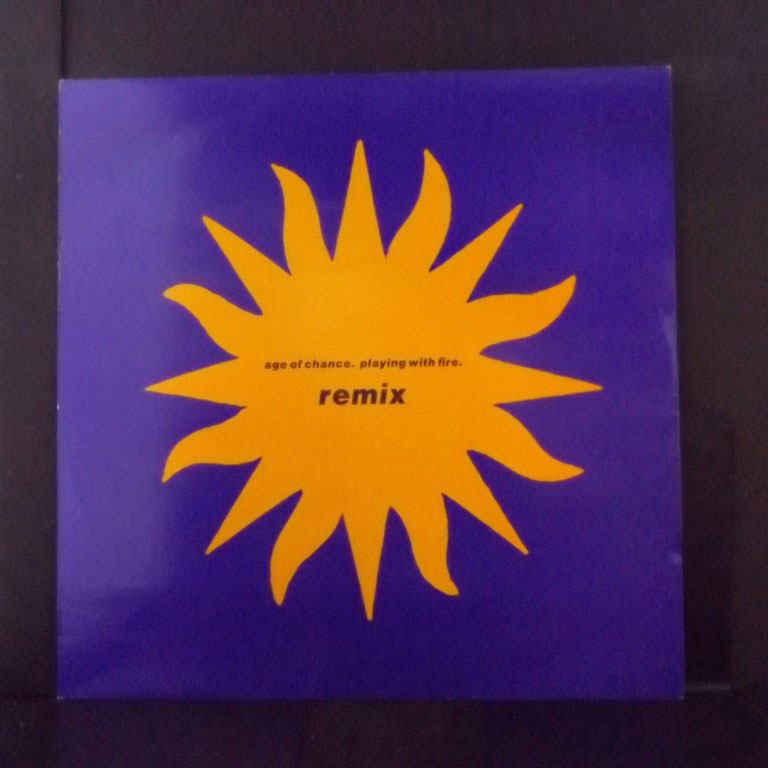 age of chance. playing with fire.
remix